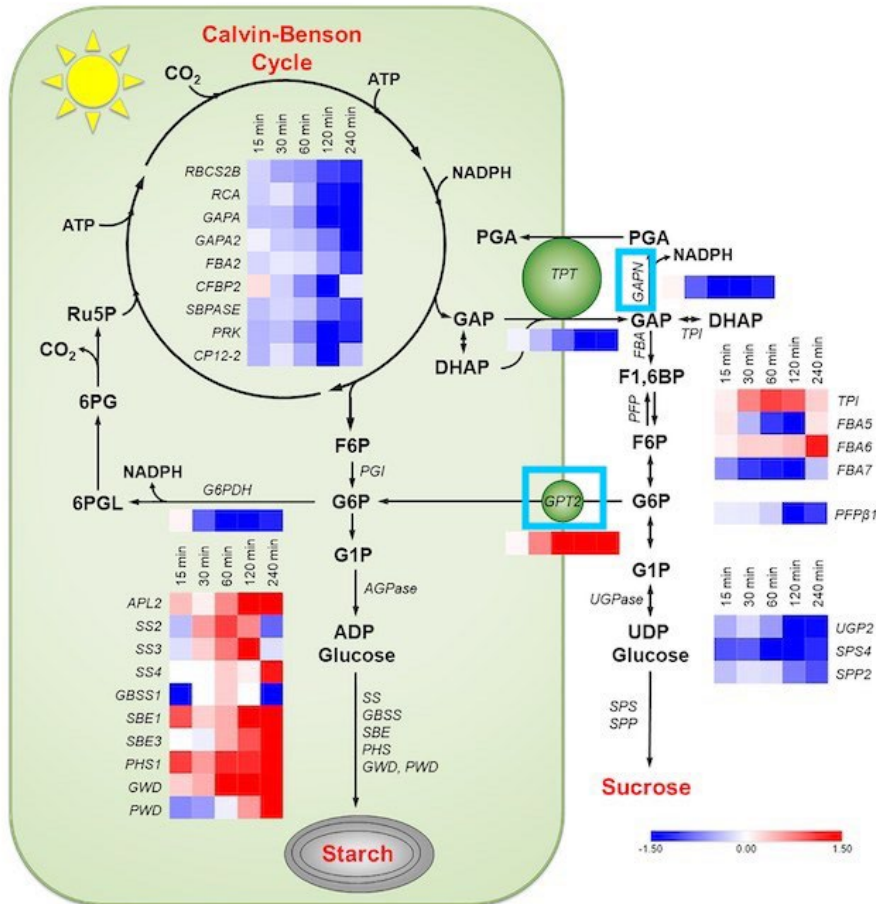 Calvin-Benson
Cycle
CO2
ATP
15 min
30 min
60 min
120 min
240 min
RBCS2B
RCA
GAPA
GAPA2
FBA2
CFBP2
SBPASE
PRK
CP12-2
NADPH
ATP
Ru5P
CO2
6PG
6PGL
NADPH
G6PDH
GAP
DHAP
F6P
PGI
G6P
G1P
AGPase
ADP
Glucose
SS
GBSS
SBE
PHS
GWD, PWD
Starch
PGA
PGA
TPT
GAPN
NADPH
GAP
DHAP
TPI
FBA
F1,6BP
PFP
F6P
GPT2
G6P
G1P
UGPase
UDP
Glucose
SPS
SPP
Sucrose
15 min
30 min
60 min
120 min
240 min
TPI
FBA5
FBA6
FBA7
PFPβ1
15 min
30 min
60 min
120 min
240 min
UGP2
SPS4
SPP2
15 min
30 min
60 min
120 min
240 min
APL2
SS2
SS3
SS4
GBSS1
SBE1
SBE3
PHS1
GWD
PWD
-1.50 0.00 1.50